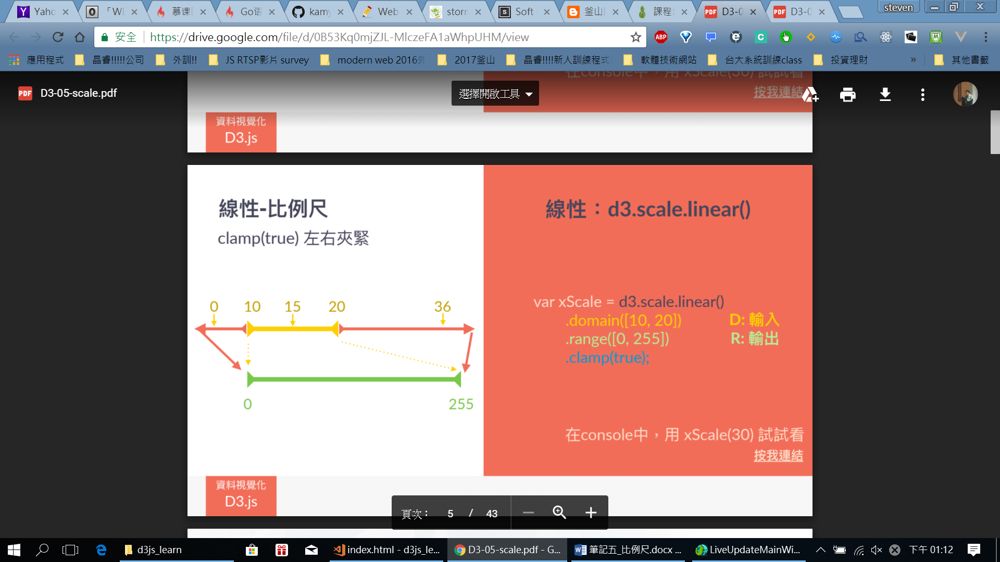 Yaho
「WE
慕课
Go语
kamy
Web
storr
Soft
釜山
課程
PDF D3-0
PDF D3-0
steven
安全
https://drive.google.com/file/d/0B53Kq0mjZJL-MlczeFA1aWhpUHM/view
ABP
應用程式
晶睿!!!!!公司
外訓!!
JS RTSP影片 survey
modern web 2016外
2017釜山
晶睿!!!!新人訓練程式
軟體技術網站
台大系統訓練class
投資理財
»
其他書籤
PDF D3-05-scale.pdf
選擇開啟工具
在console中，用 xScale(30) 試試看
按我連結
資料視覺化
D3.js
線性-比例尺
clamp(true) 左右夾緊
0 10 15 20 36
0 255
線性：d3.scale.linear()
var xScale = d3.scale.linear()
.domain([10, 20]) D: 輸入
.range([0, 255]) R: 輸出
.clamp(true);
在console中，用 xScale(30) 試試看
按我連結
資料視覺化
D3.js
頁次： 5 / 43
d3js_learn
index.html - d3js_le...
D3-05-scale.pdf - G...
筆記五_比例尺.docx ...
LiveUpdateMainWi...
下午 01:12